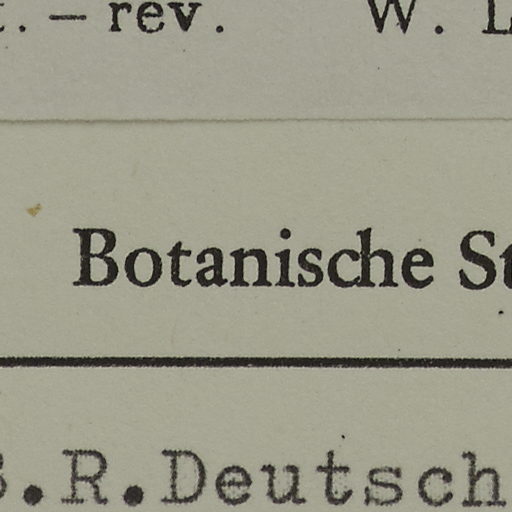 . – rev. W.
Botanische
B.R.Deutsch